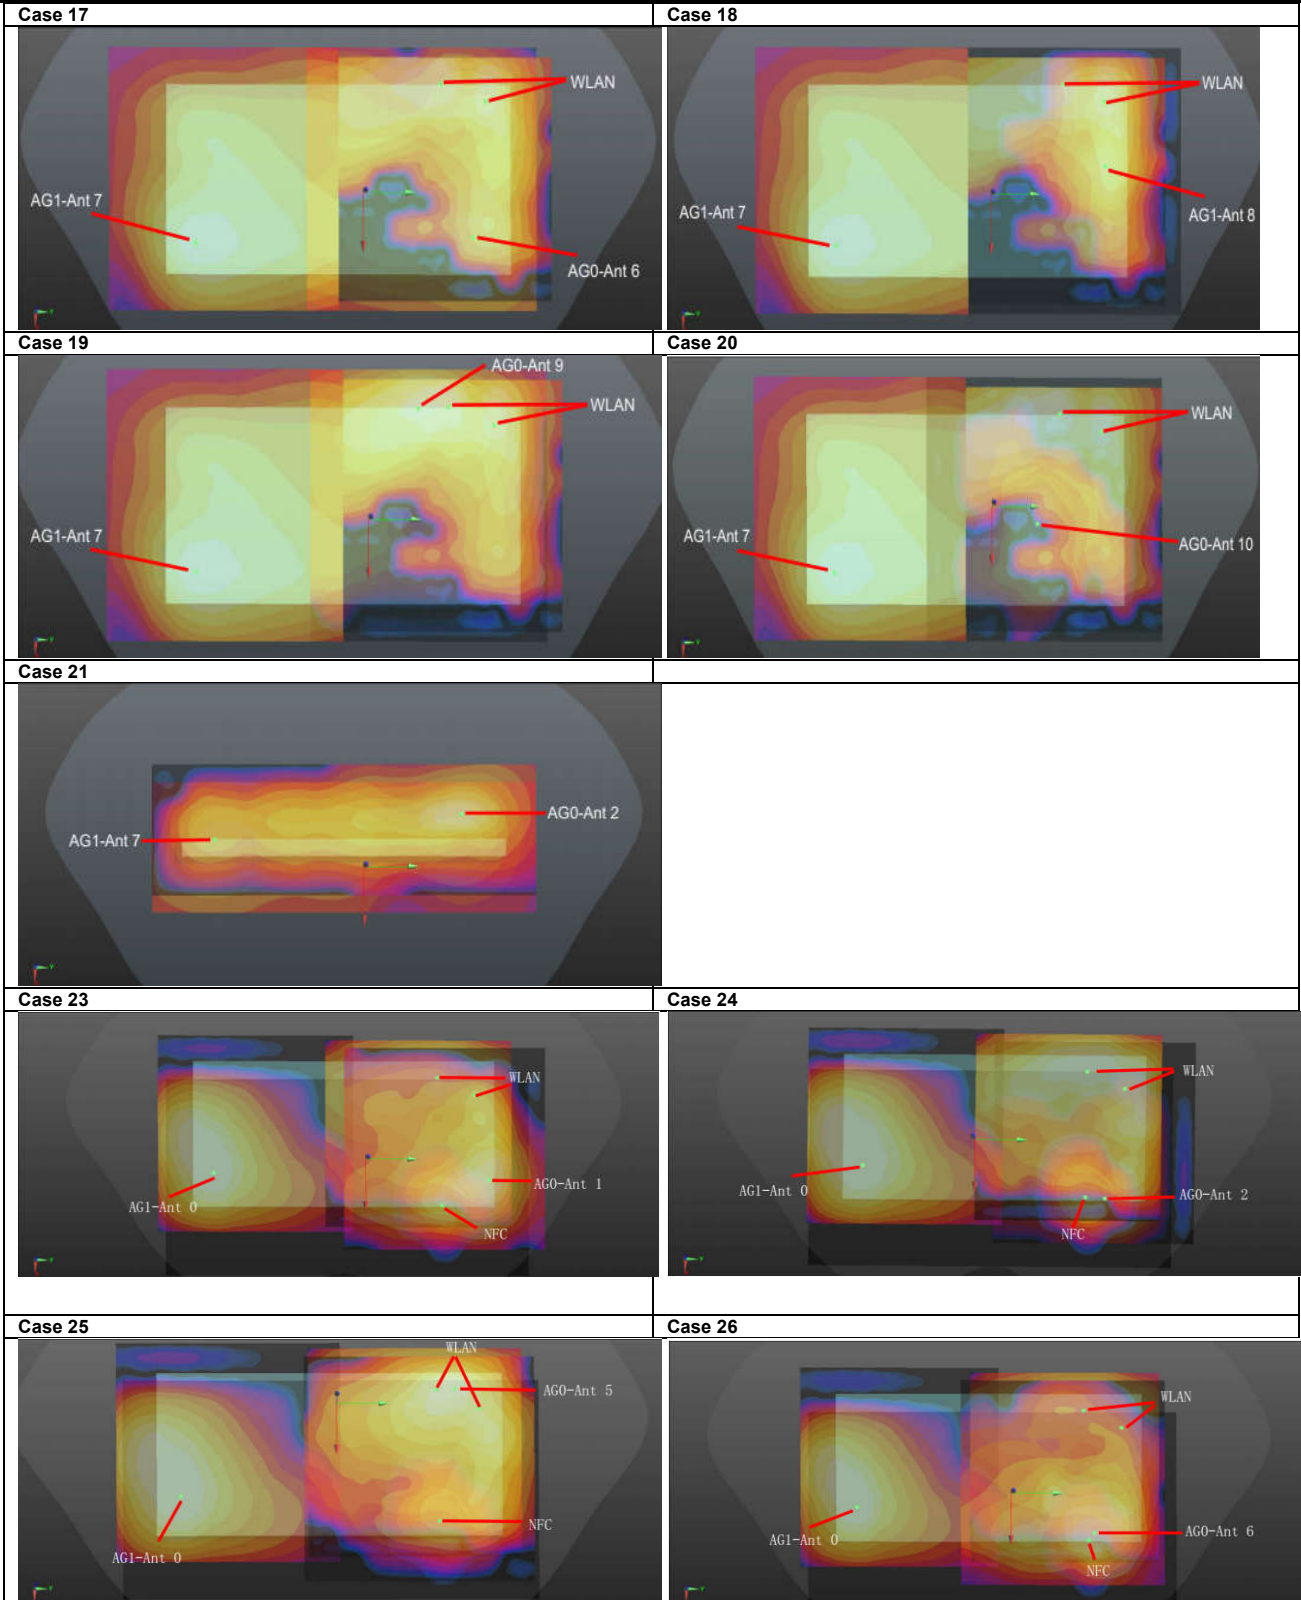 Case 17
Case 18
WLAN
AG1-Ant 7
AG0-Ant 6
WLAN
AG1-Ant 7
AG1-Ant 8
Case 19
Case 20
AG0-Ant 9
WLAN
AG1-Ant 7
WLAN
AG1-Ant 7
AG0-Ant 10
Case 21
AG0-Ant 2
AG1-Ant 7
Case 23
Case 24
WLAN
AG0-Ant 1
AG1-Ant 0
NFC
WLAN
AG1-Ant 0
AG0-Ant 2
NFC
Case 25
Case 26
WLAN
AG0-Ant 5
NFC
AG1-Ant 0
WLAN
AG0-Ant 6
AG1-Ant 0
NFC